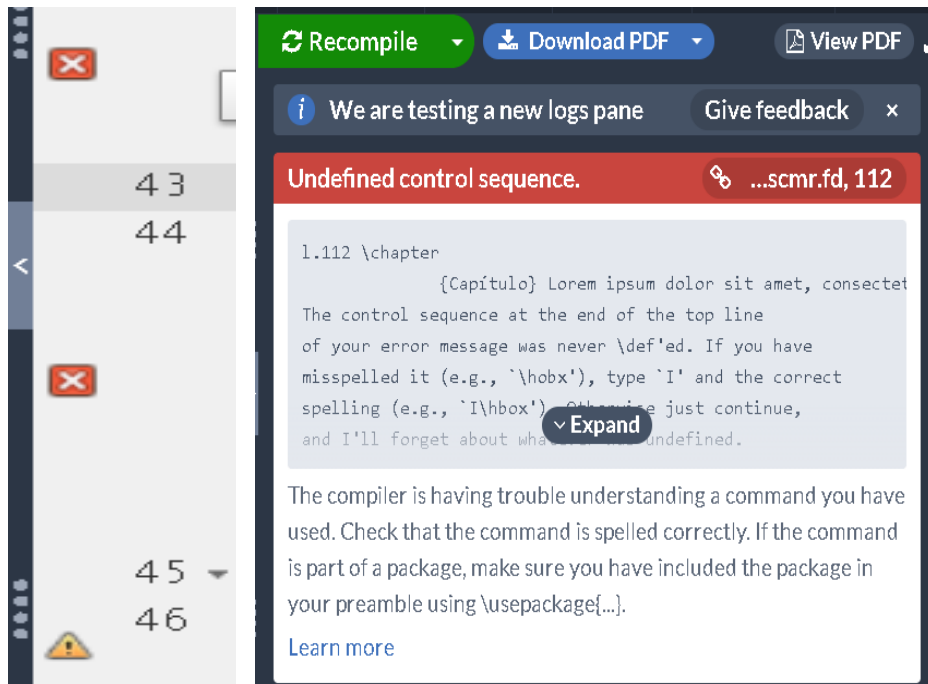 43
44
45
46
Recompile
Download PDF
View PDF
i We are testing a new logs pane Give feedback ×
Undefined control sequence. ...scmr.fd, 112
l.112 \chapter
{Capítulo} Lorem ipsum dolor sit amet, consectet
The control sequence at the end of the top line
of your error message was never \def'ed. If you have
misspelled it (e.g., `\hobx'), type `I' and the correct
spelling (e.g., `I\hbox'). Otherwise just continue,
and I'll forget about undefined.
Expand
The compiler is having trouble understanding a command you have
used. Check that the command is spelled correctly. If the command
is part of a package, make sure you have included the package in
your preamble using \usepackage{...}.
Learn more